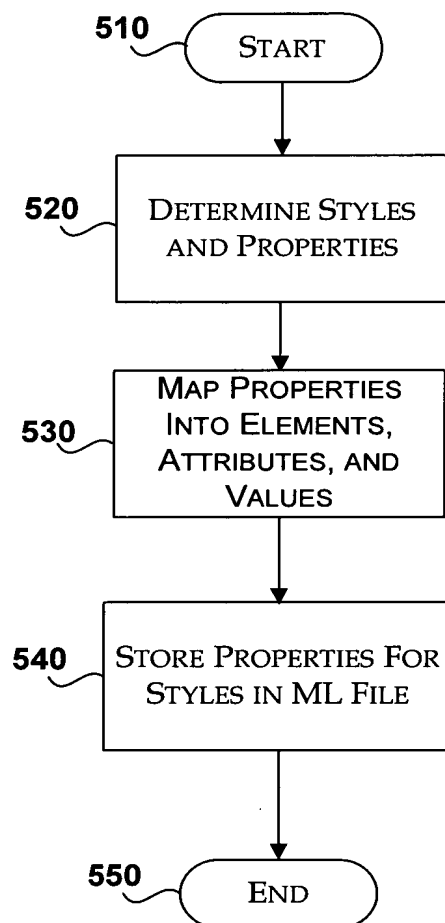 510
START
520
DETERMINE STYLES
AND PROPERTIES
530
MAP PROPERTIES
INTO ELEMENTS,
ATTRIBUTES, AND
VALUES
540
STORE PROPERTIES FOR
STYLES IN ML FILE
550
END